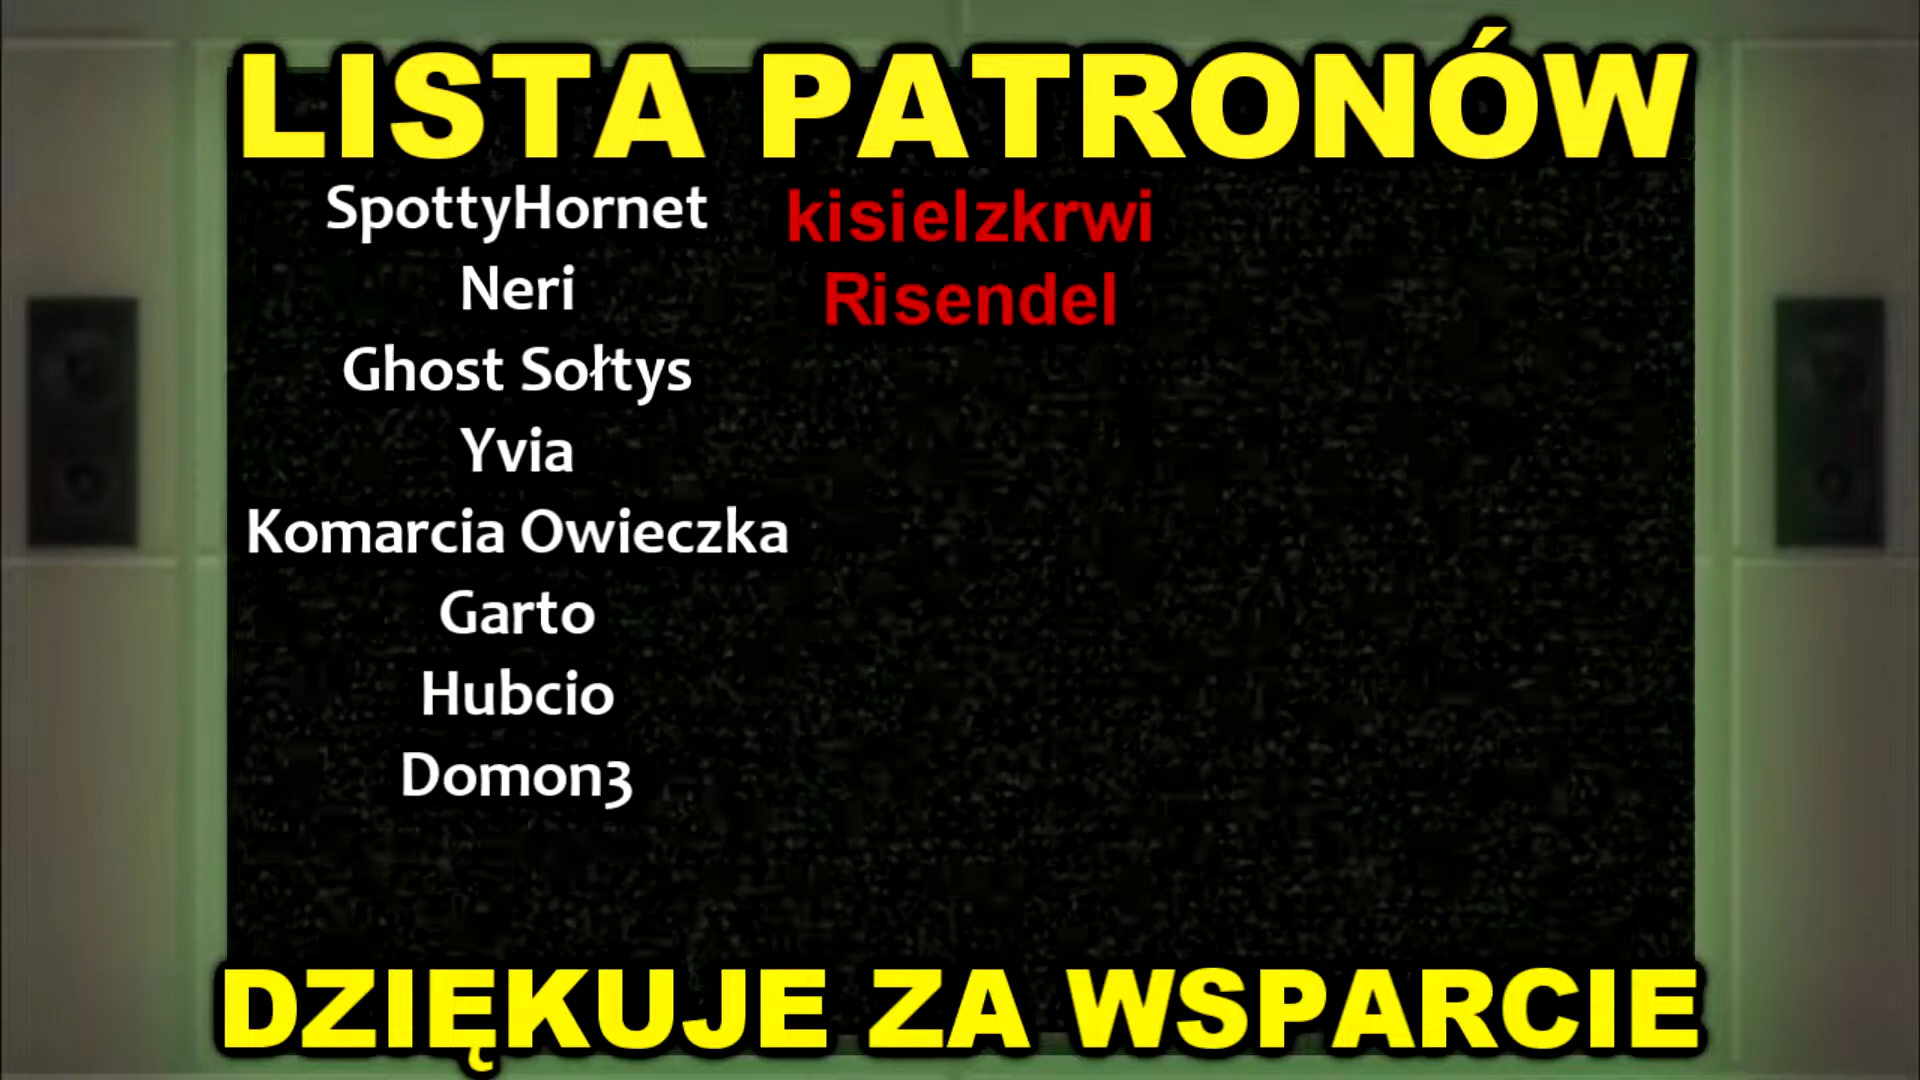 LISTA PATRONÓW
SpottyHornet
Neri
Ghost Sołtys
Yvia
Komarcia Owieczka
Garto
Hubcio
Domon3
kisielzkrwi
Risendel
DZIĘKUJE ZA WSPARCIE